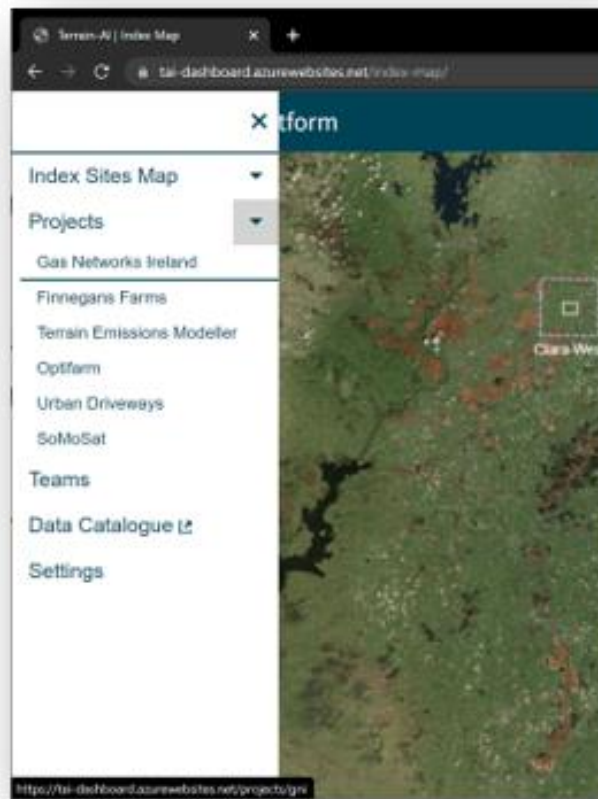 Terrain-AI | Index Map
tai-dashboard.azurewebsites.net/index-map/
tform
Index Sites Map
Projects
Gas Networks Ireland
Finnegans Farms
Terrain Emissions Modeller
Optifarm
Urban Driveways
SoMoSat
Teams
Data Catalogue
Settings
Clara-Wes
https://tai-dashboard.azurewebsites.net/projects/gni